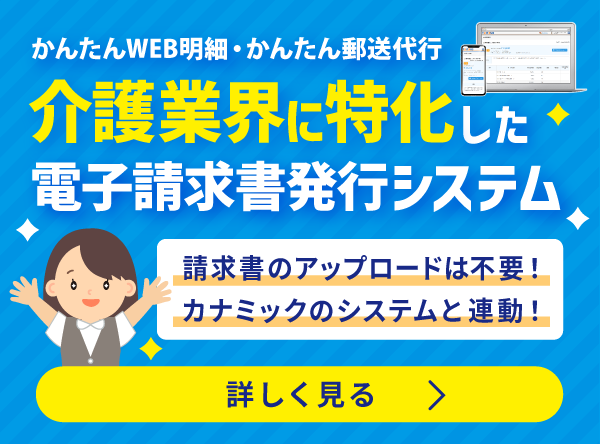 かんたんWEB明細・かんたん郵送代行
介護業界に特化した
電子請求書発行システム
請求書のアップロードは不要！
カナミックのシステムと連動！
詳しく見る